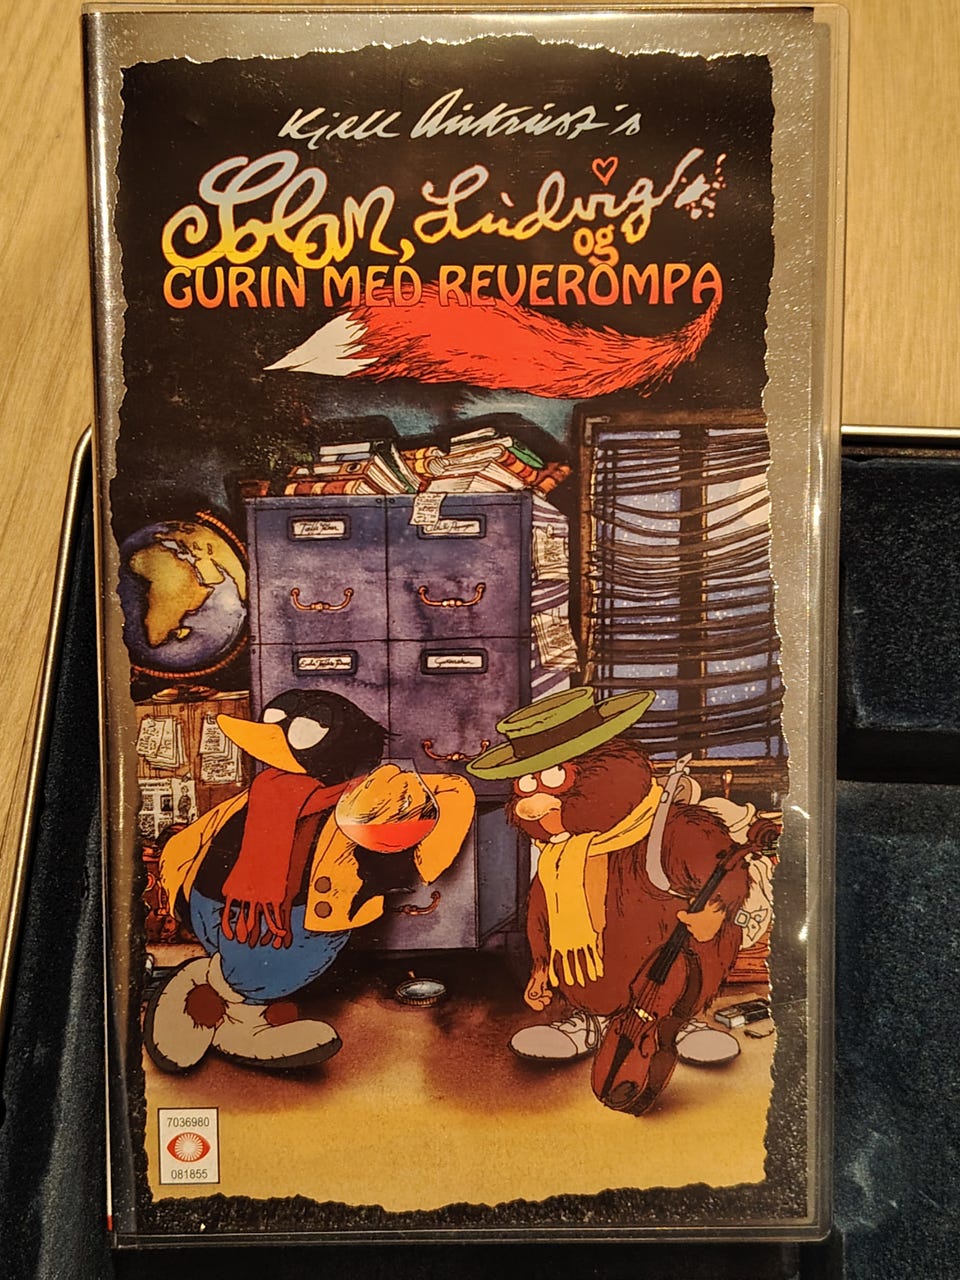 Kjell Aukrust's
Solan, Ludvig
og
GURIN MED REVEROMPA
7036980
081855